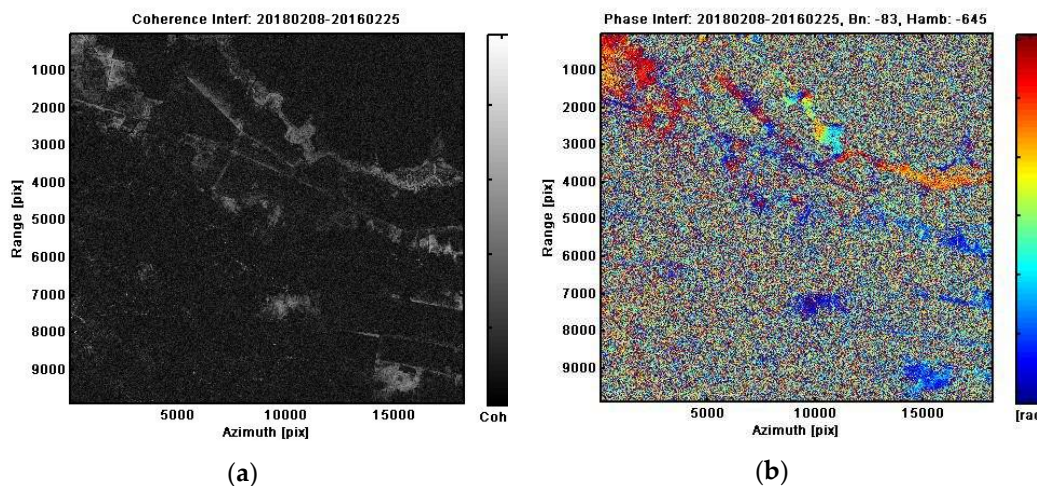 Coherence Interf: 20180208-20160225
1000
2000
3000
4000
5000
6000
7000
8000
9000
Range [pix]
5000 10000 15000
Azimuth [pix]
Coh
(a)
Phase Interf: 20180208-20160225, Bn: -83, Hamb: -645
1000
2000
3000
4000
5000
6000
7000
8000
9000
Range [pix]
5000 10000 15000
Azimuth [pix]
[rad
(b)